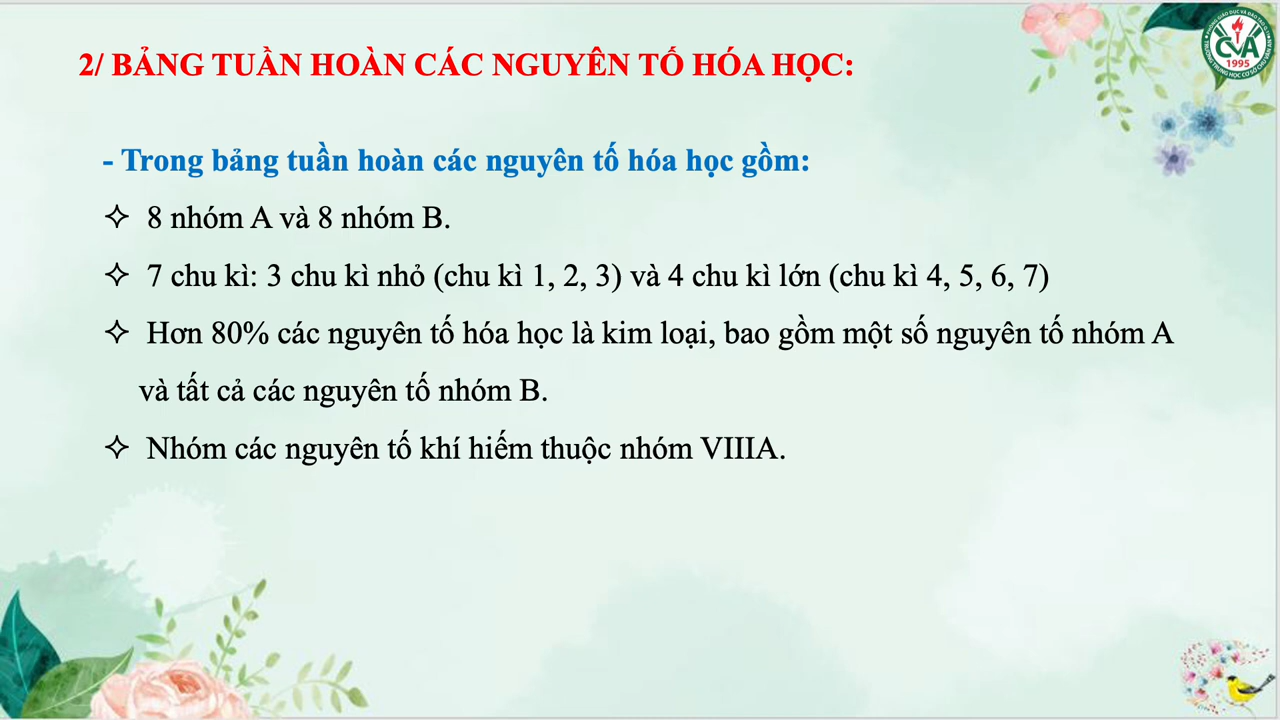 2/ BẢNG TUẦN HOÀN CÁC NGUYÊN TỐ HÓA HỌC:
- Trong bảng tuần hoàn các nguyên tố hóa học gồm:
✧ 8 nhóm A và 8 nhóm B.
✧ 7 chu kì: 3 chu kì nhỏ (chu kì 1, 2, 3) và 4 chu kì lớn (chu kì 4, 5, 6, 7)
✧ Hơn 80% các nguyên tố hóa học là kim loại, bao gồm một số nguyên tố nhóm A
và tất cả các nguyên tố nhóm B.
✧ Nhóm các nguyên tố khí hiếm thuộc nhóm VIIIA.
CVA
1995